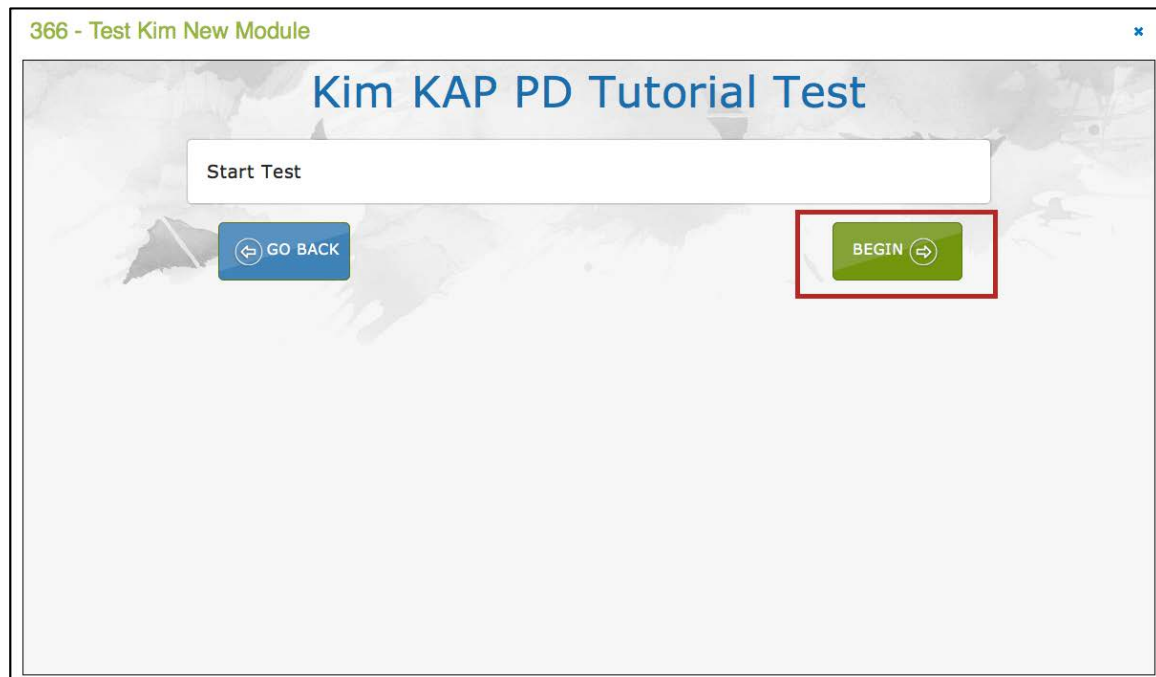 366 - Test Kim New Module
Kim KAP PD Tutorial Test
Start Test
GO BACK
BEGIN